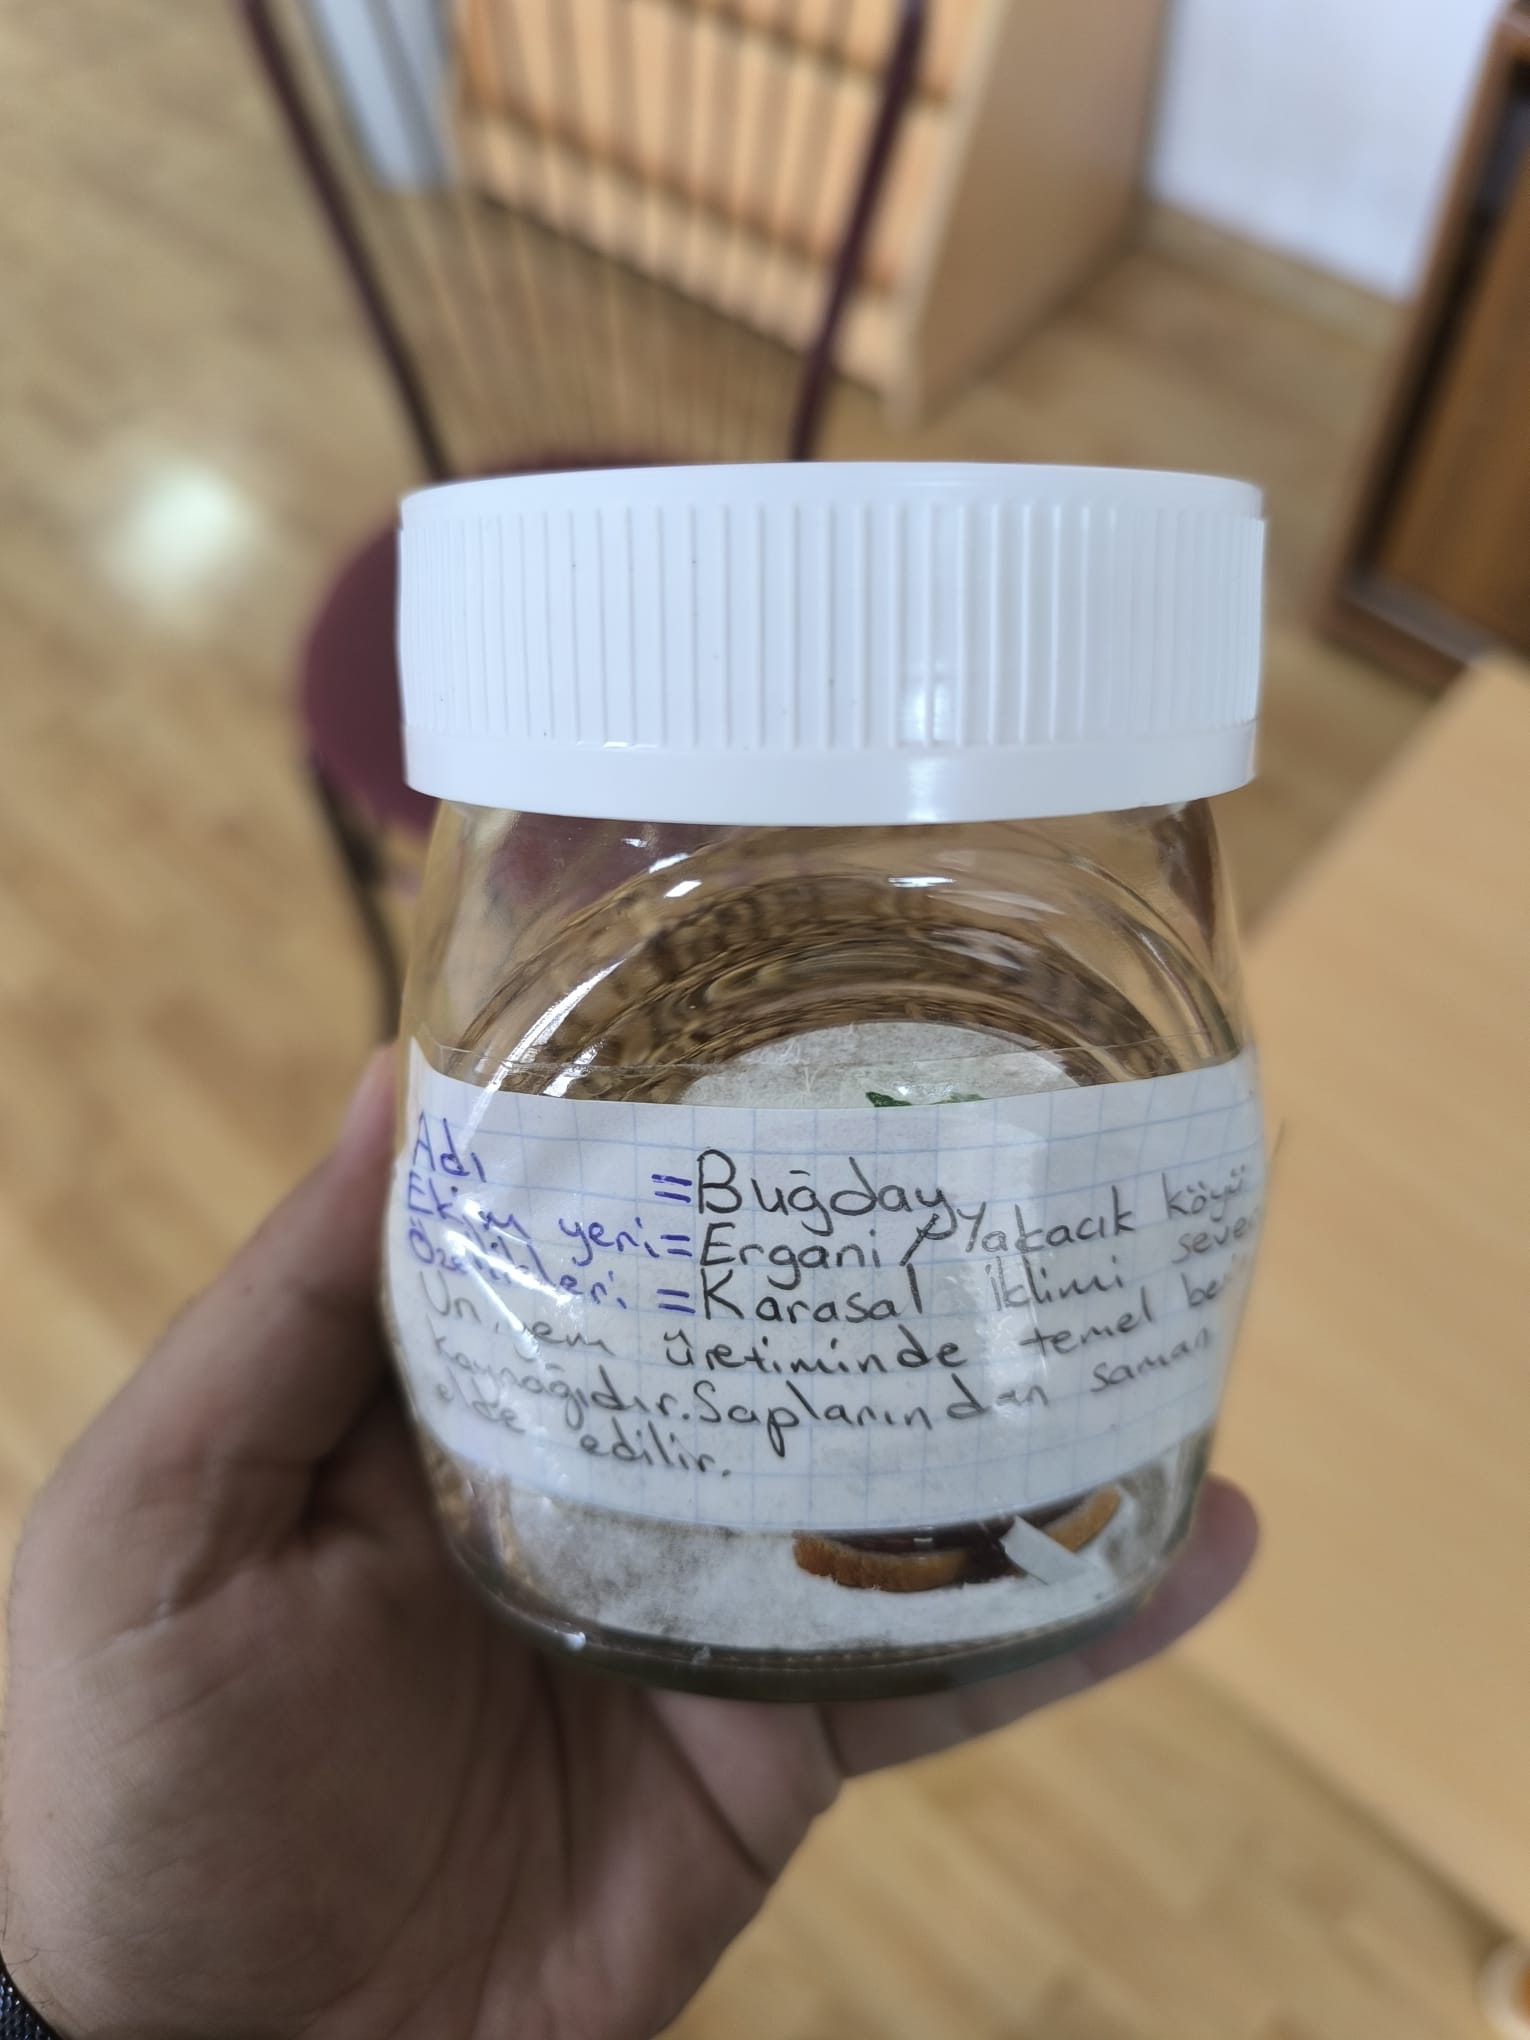 Adı = Buğday
Ekim yeri = Ergani / Yakacık köyü
Özellikleri = Karasal iklimi sever
Un, yem üretiminde temel besin
kaynağıdır. Saplarından saman
elde edilir.